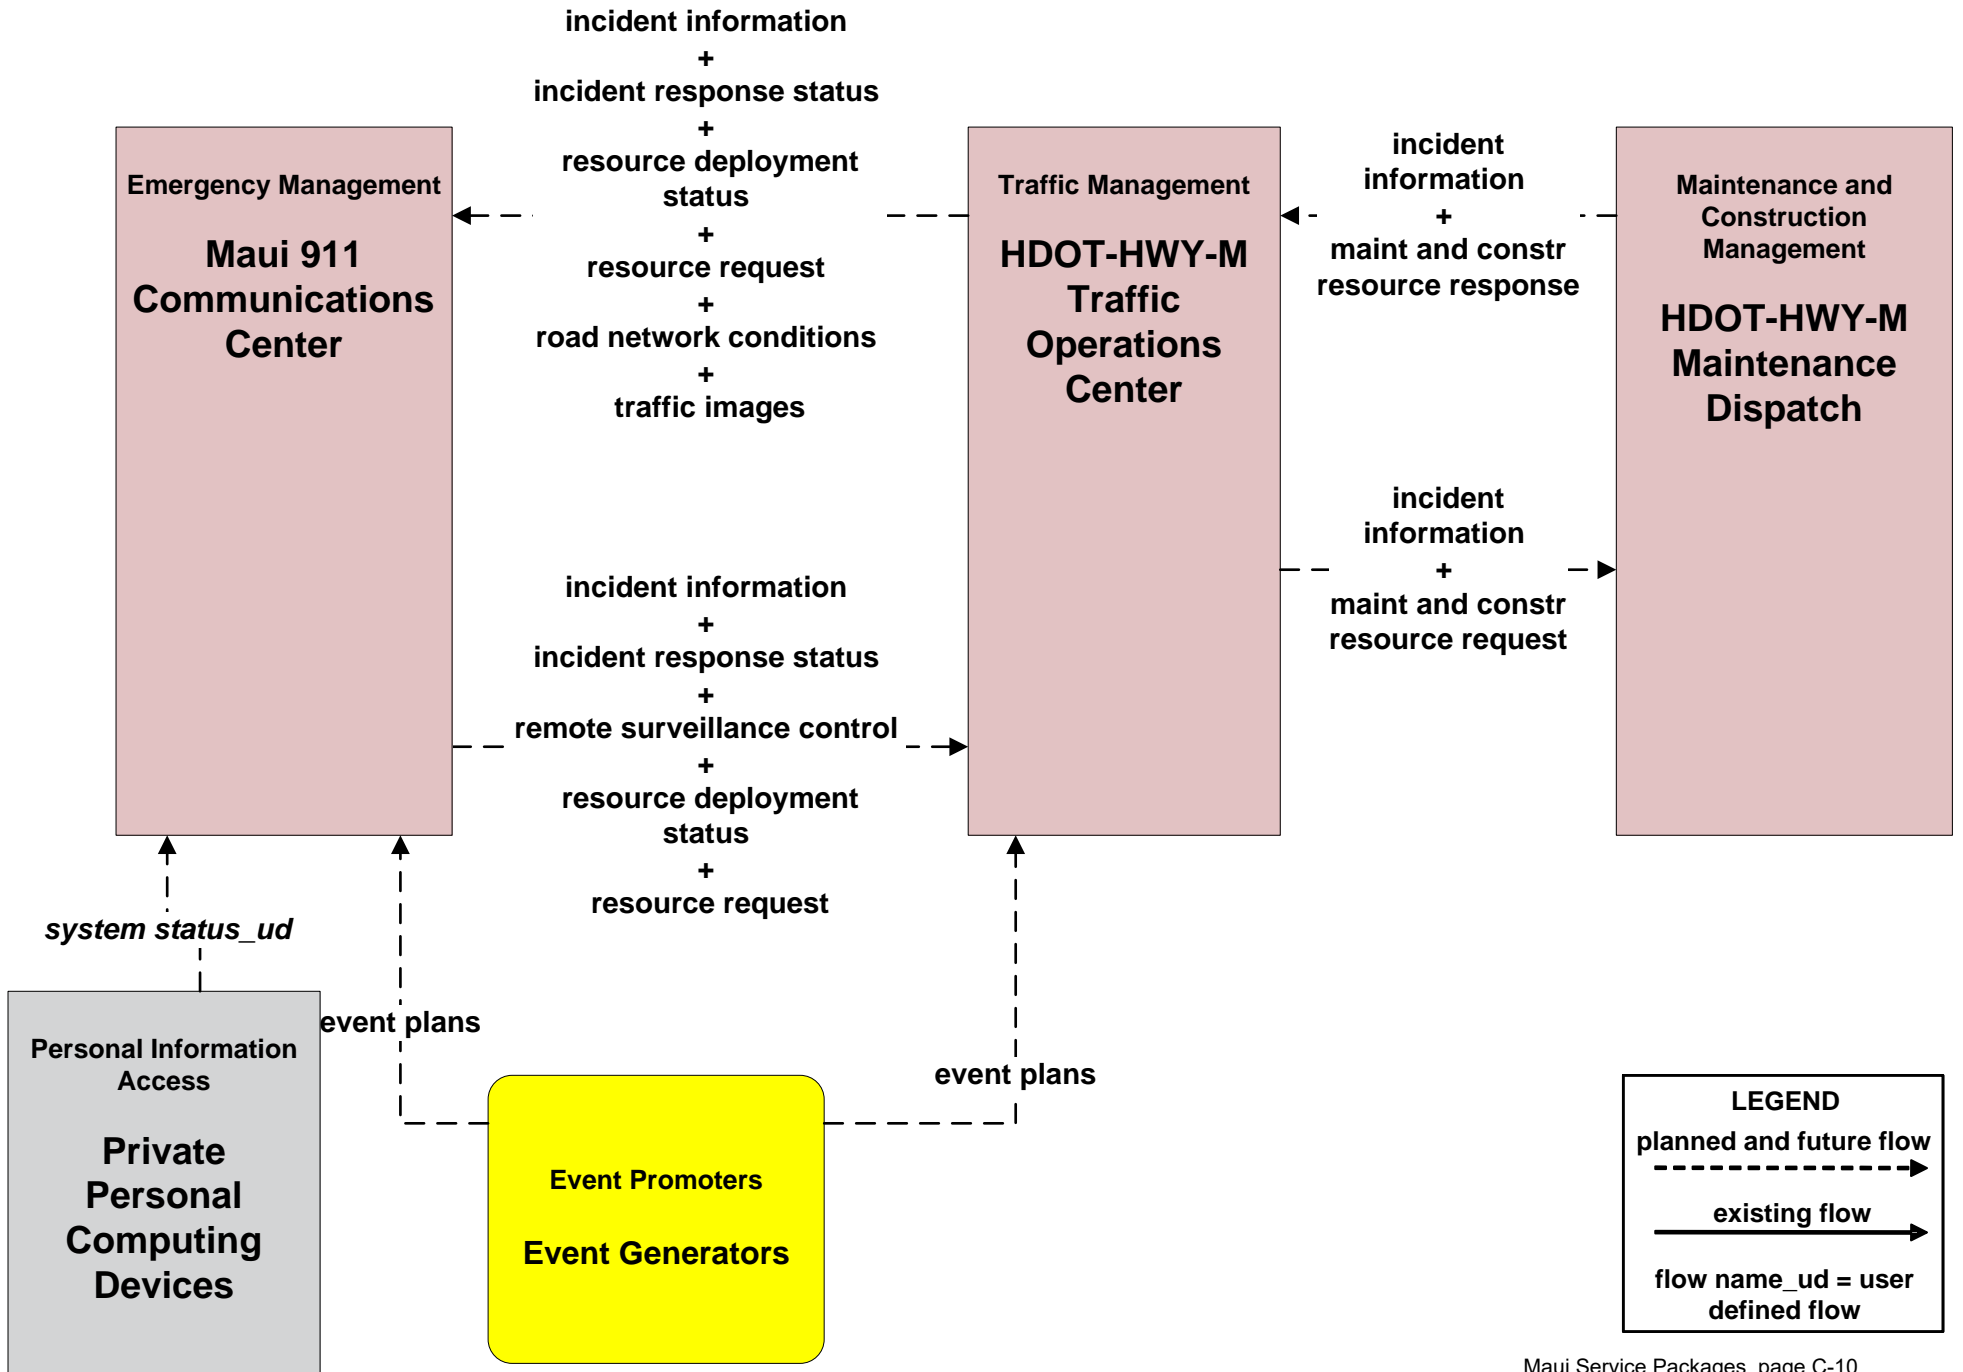 incident information
+
incident response status
+
resource deployment
status
+
resource request
+
road network conditions
+
traffic images
Emergency Management
Maui 911
Communications
Center
Traffic Management
HDOT-HWY-M
Traffic
Operations
Center
incident
information
+
maint and constr
resource response
Maintenance and
Construction
Management
HDOT-HWY-M
Maintenance
Dispatch
incident
information
+
maint and constr
resource request
incident information
+
incident response status
+
remote surveillance control
+
resource deployment
status
+
resource request
system status_ud
event plans
event plans
Personal Information
Access
Private
Personal
Computing
Devices
Event Promoters
Event Generators
LEGEND
planned and future flow
existing flow
flow name_ud = user
defined flow
Maui Service Packages, page C-10